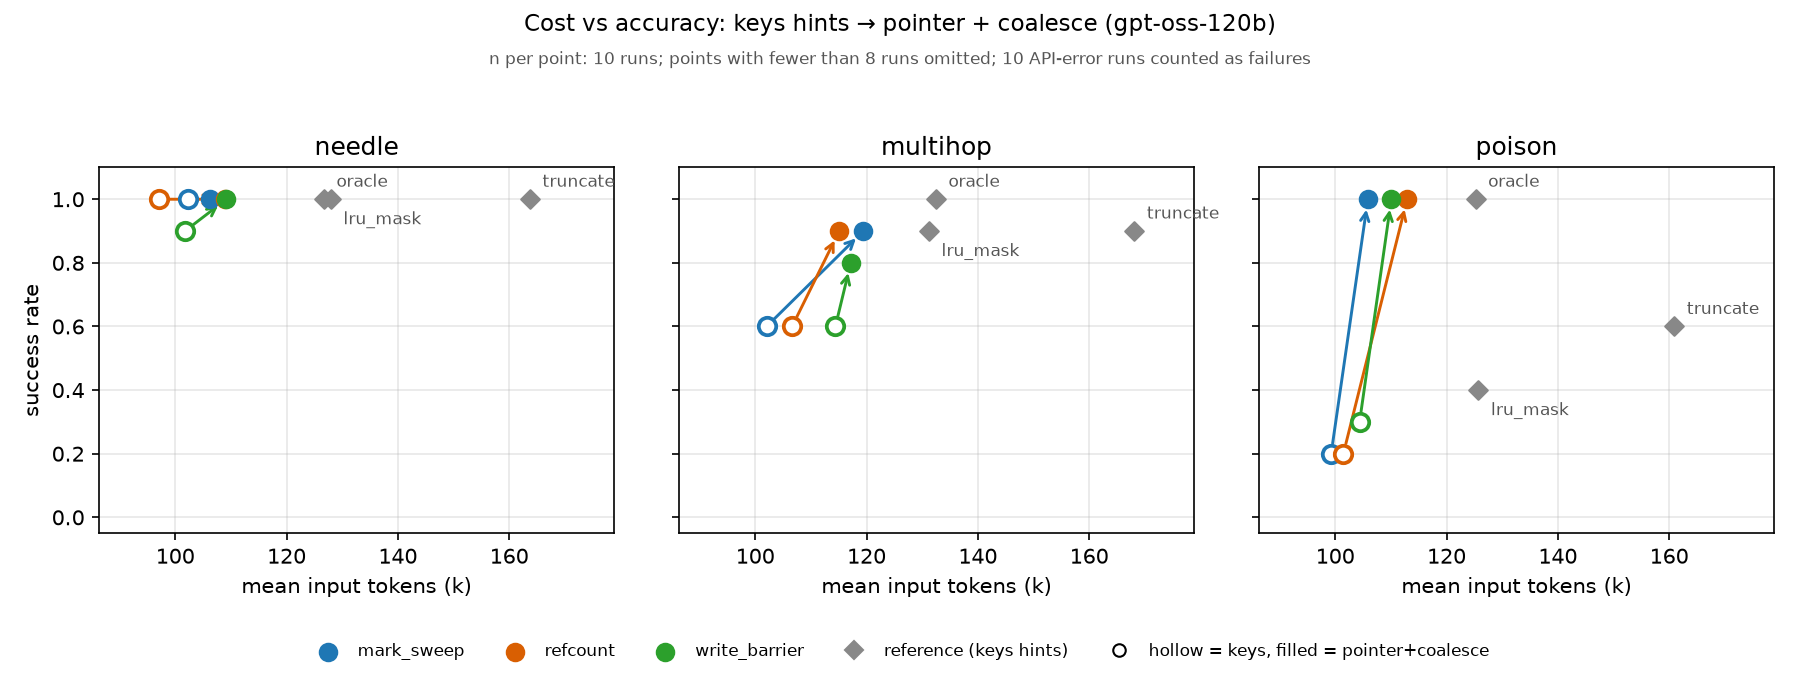 Cost vs accuracy: keys hints → pointer + coalesce (gpt-oss-120b)
n per point: 10 runs; points with fewer than 8 runs omitted; 10 API-error runs counted as failures
needle
multihop
poison
success rate
1.0
0.8
0.6
0.4
0.2
0.0
oracle
lru_mask
truncate
oracle
lru_mask
truncate
oracle
truncate
lru_mask
100 120 140 160
100 120 140 160
100 120 140 160
mean input tokens (k)
mean input tokens (k)
mean input tokens (k)
mark_sweep
refcount
write_barrier
reference (keys hints)
hollow = keys, filled = pointer+coalesce